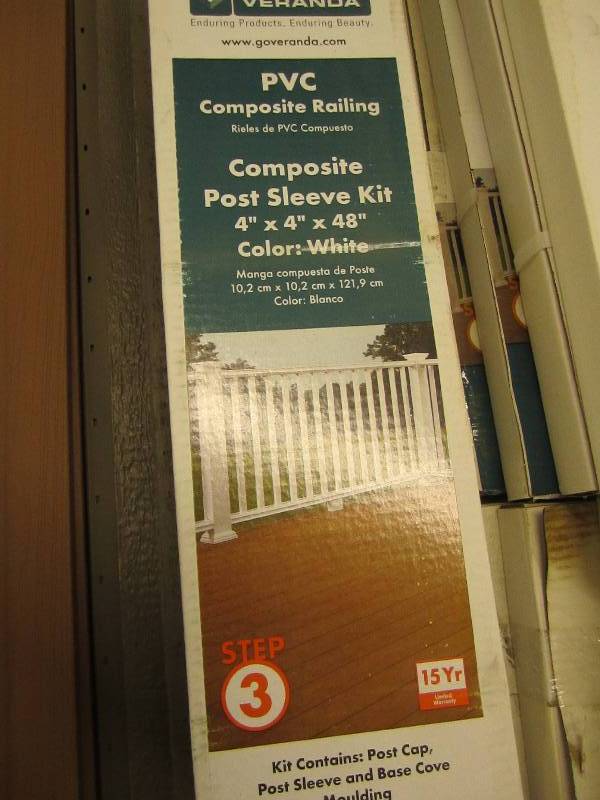 VERANDA
Enduring Products. Enduring Beauty.
www.goveranda.com
PVC
Composite Railing
Rieles de PVC Compuesto
Composite
Post Sleeve Kit
4" x 4" x 48"
Color: White
Manga compuesta de Poste
10,2 cm x 10,2 cm x 121,9 cm
Color: Blanco
STEP
3
15 Yr
Limited
Warranty
Kit Contains: Post Cap,
Post Sleeve and Base Cove
Moulding